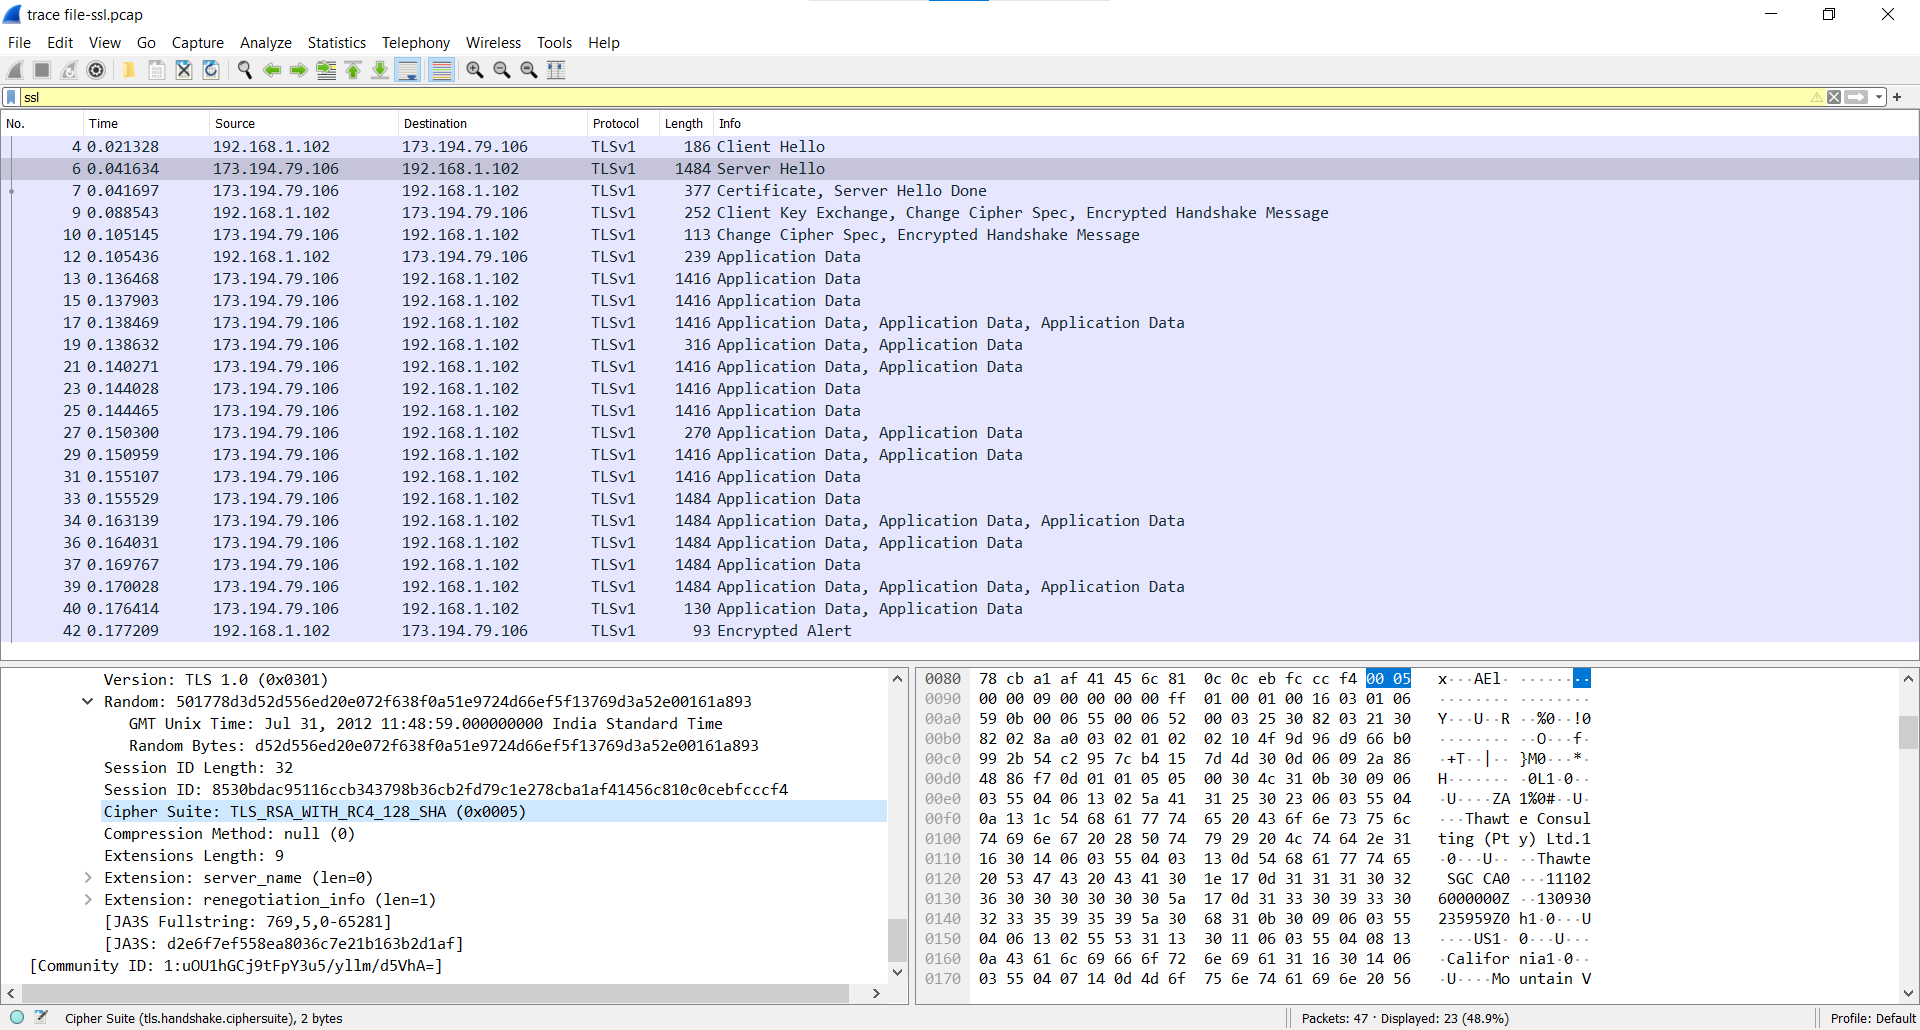 trace file-ssl.pcap
File Edit View Go Capture Analyze Statistics Telephony Wireless Tools Help
ssl
No. Time Source Destination Protocol Length Info
4 0.021328 192.168.1.102 173.194.79.106 TLSv1 186 Client Hello
6 0.041634 173.194.79.106 192.168.1.102 TLSv1 1484 Server Hello
7 0.041697 173.194.79.106 192.168.1.102 TLSv1 377 Certificate, Server Hello Done
9 0.088543 192.168.1.102 173.194.79.106 TLSv1 252 Client Key Exchange, Change Cipher Spec, Encrypted Handshake Message
10 0.105145 173.194.79.106 192.168.1.102 TLSv1 113 Change Cipher Spec, Encrypted Handshake Message
12 0.105436 192.168.1.102 173.194.79.106 TLSv1 239 Application Data
13 0.136468 173.194.79.106 192.168.1.102 TLSv1 1416 Application Data
15 0.137903 173.194.79.106 192.168.1.102 TLSv1 1416 Application Data
17 0.138469 173.194.79.106 192.168.1.102 TLSv1 1416 Application Data, Application Data, Application Data
19 0.138632 173.194.79.106 192.168.1.102 TLSv1 316 Application Data, Application Data
21 0.140271 173.194.79.106 192.168.1.102 TLSv1 1416 Application Data, Application Data
23 0.144028 173.194.79.106 192.168.1.102 TLSv1 1416 Application Data
25 0.144465 173.194.79.106 192.168.1.102 TLSv1 1416 Application Data
27 0.150300 173.194.79.106 192.168.1.102 TLSv1 270 Application Data, Application Data
29 0.150959 173.194.79.106 192.168.1.102 TLSv1 1416 Application Data, Application Data
31 0.155107 173.194.79.106 192.168.1.102 TLSv1 1416 Application Data
33 0.155529 173.194.79.106 192.168.1.102 TLSv1 1484 Application Data
34 0.163139 173.194.79.106 192.168.1.102 TLSv1 1484 Application Data, Application Data, Application Data
36 0.164031 173.194.79.106 192.168.1.102 TLSv1 1484 Application Data, Application Data
37 0.169767 173.194.79.106 192.168.1.102 TLSv1 1484 Application Data
39 0.170028 173.194.79.106 192.168.1.102 TLSv1 1484 Application Data, Application Data, Application Data
40 0.176414 173.194.79.106 192.168.1.102 TLSv1 130 Application Data, Application Data
42 0.177209 192.168.1.102 173.194.79.106 TLSv1 93 Encrypted Alert
Version: TLS 1.0 (0x0301)
Random: 501778d3d52d556ed20e072f638f0a51e9724d66ef5f13769d3a52e00161a893
GMT Unix Time: Jul 31, 2012 11:48:59.000000000 India Standard Time
Random Bytes: d52d556ed20e072f638f0a51e9724d66ef5f13769d3a52e00161a893
Session ID Length: 32
Session ID: 8530bdac95116ccb343798b36cb2fd79c1e278cba1af41456c810c0cebfcccf4
Cipher Suite: TLS_RSA_WITH_RC4_128_SHA (0x0005)
Compression Method: null (0)
Extensions Length: 9
Extension: server_name (len=0)
Extension: renegotiation_info (len=1)
[JA3S Fullstring: 769,5,0-65281]
[JA3S: d2e6f7ef558ea8036c7e21b163b2d1af]
[Community ID: 1:uOU1hGCj9tFpY3u5/yllm/d5VhA=]
0080 78 cb a1 af 41 45 6c 81 0c 0c eb fc cc f4 00 05 x···AEl· ········
0090 00 00 09 00 00 00 00 ff 01 00 01 00 16 03 01 06 ········ ········
00a0 59 0b 00 06 55 00 06 52 00 03 25 30 82 03 21 30 Y···U··R ··%0··!0
00b0 82 02 8a a0 03 02 01 02 02 10 4f 9d 96 d9 66 b0 ········ ··O···f·
00c0 99 2b 54 c2 95 7c b4 15 7d 4d 30 0d 06 09 2a 86 ·+T··|·· }M0···*·
00d0 48 86 f7 0d 01 01 05 05 00 30 4c 31 0b 30 09 06 H······· ·0L1·0··
00e0 03 55 04 06 13 02 5a 41 31 25 30 23 06 03 55 04 ·U····ZA 1%0#··U·
00f0 0a 13 1c 54 68 61 77 74 65 20 43 6f 6e 73 75 6c ···Thawt e Consul
0100 74 69 6e 67 20 28 50 74 79 29 20 4c 74 64 2e 31 ting (Pt y) Ltd.1
0110 16 30 14 06 03 55 04 03 13 0d 54 68 61 77 74 65 ·0···U·· ··Thawte
0120 20 53 47 43 20 43 41 30 1e 17 0d 31 31 31 30 32 SGC CA0 ···11102
0130 36 30 30 30 30 30 30 5a 17 0d 31 33 30 39 33 30 6000000Z ··130930
0140 32 33 35 39 35 39 5a 30 68 31 0b 30 09 06 03 55 235959Z0 h1·0···U
0150 04 06 13 02 55 53 31 13 30 11 06 03 55 04 08 13 ····US1· 0···U···
0160 0a 43 61 6c 69 66 6f 72 6e 69 61 31 16 30 14 06 ·Califor nia1·0··
0170 03 55 04 07 14 0d 4d 6f 75 6e 74 61 69 6e 20 56 ·U····Mo untain V
Cipher Suite (tls.handshake.ciphersuite), 2 bytes
Packets: 47 · Displayed: 23 (48.9%)
Profile: Default